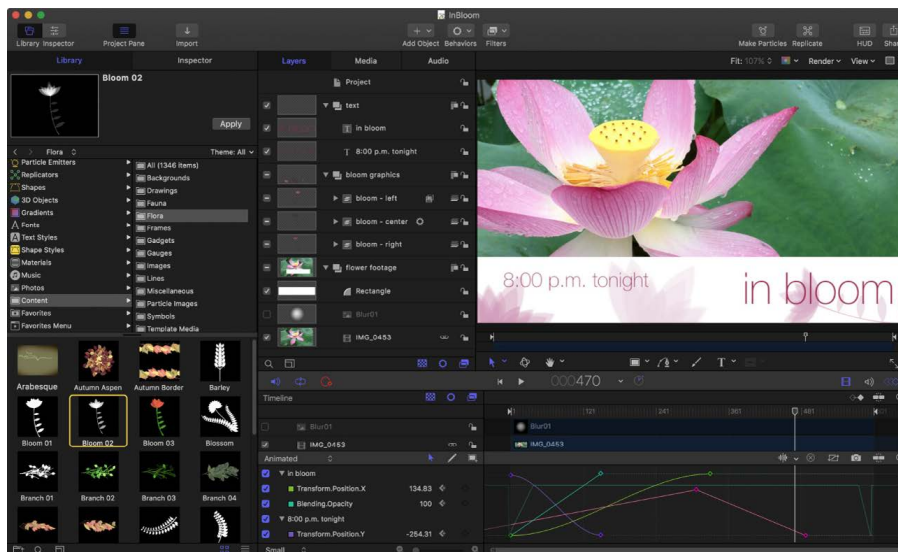 InBloom
Library Inspector Project Pane Import Add Object Behaviors Filters Make Particles Replicate HUD
Library Inspector Layers Media Audio Fit: 107% Render View
Bloom 02
Apply
Flora Theme: All
Particle Emitters
Replicators
Shapes
3D Objects
Gradients
Fonts
Text Styles
Shape Styles
Materials
Music
Photos
Content
Favorites
Favorites Menu
All (1346 items)
Backgrounds
Drawings
Fauna
Flora
Frames
Gadgets
Gauges
Images
Lines
Miscellaneous
Particle Images
Symbols
Template Media
Arabesque Autumn Aspen Autumn Border Barley
Bloom 01 Bloom 02 Bloom 03 Blossom
Branch 01 Branch 02 Branch 03 Branch 04
Project
text
in bloom
8:00 p.m. tonight
bloom graphics
bloom - left
bloom - center
bloom - right
flower footage
Rectangle
Blur01
IMG_0453
8:00 p.m. tonight
in bloom
000470
Timeline
121 241 361 481
Blur01 Blur01
IMG_0453 IMG_0453
Animated
in bloom
Transform.Position.X 134.83
Blending.Opacity 100
8:00 p.m. tonight
Transform.Position.Y -254.31
Small